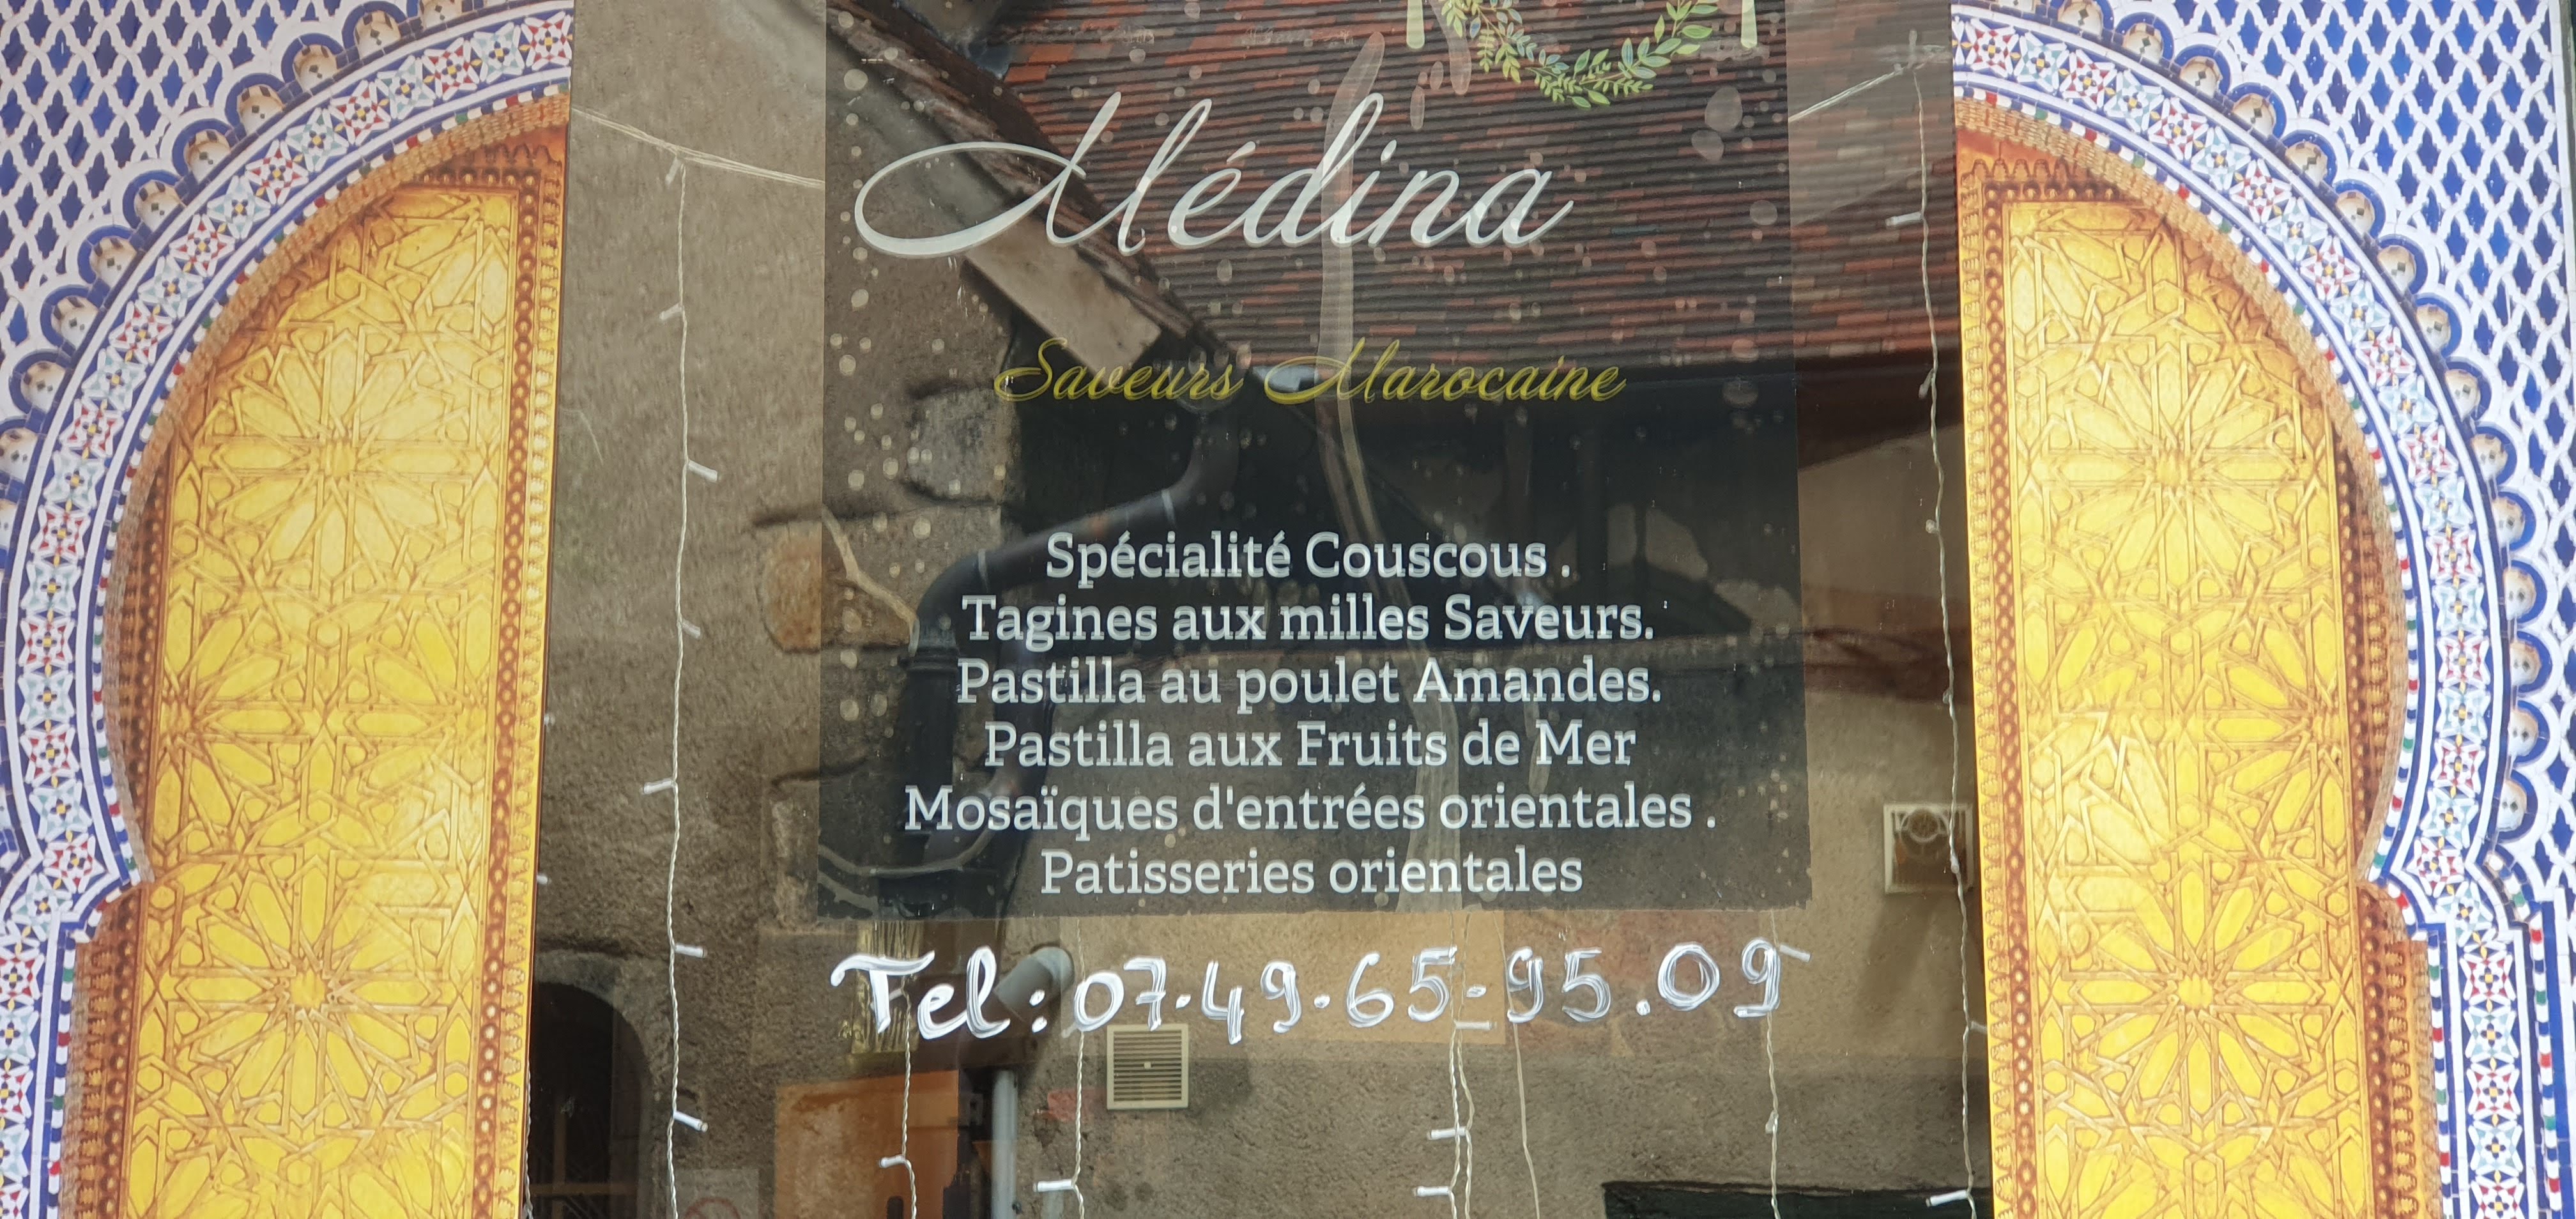 Médina
Saveurs Marocaine
Spécialité Couscous .
Tagines aux milles Saveurs.
Pastilla au poulet Amandes.
Pastilla aux Fruits de Mer
Mosaïques d'entrées orientales .
Patisseries orientales
Tel : 07.49.65-95.09